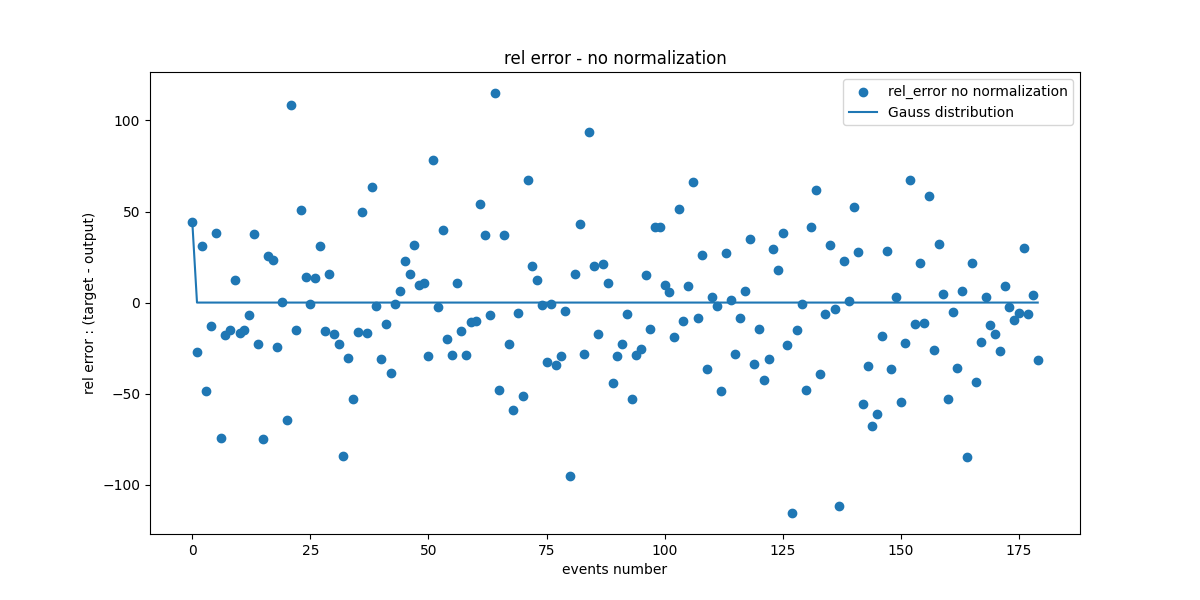 rel error - no normalization
rel_error no normalization
Gauss distribution
rel error : (target - output)
100
50
0
−50
−100
0 25 50 75 100 125 150 175
events number